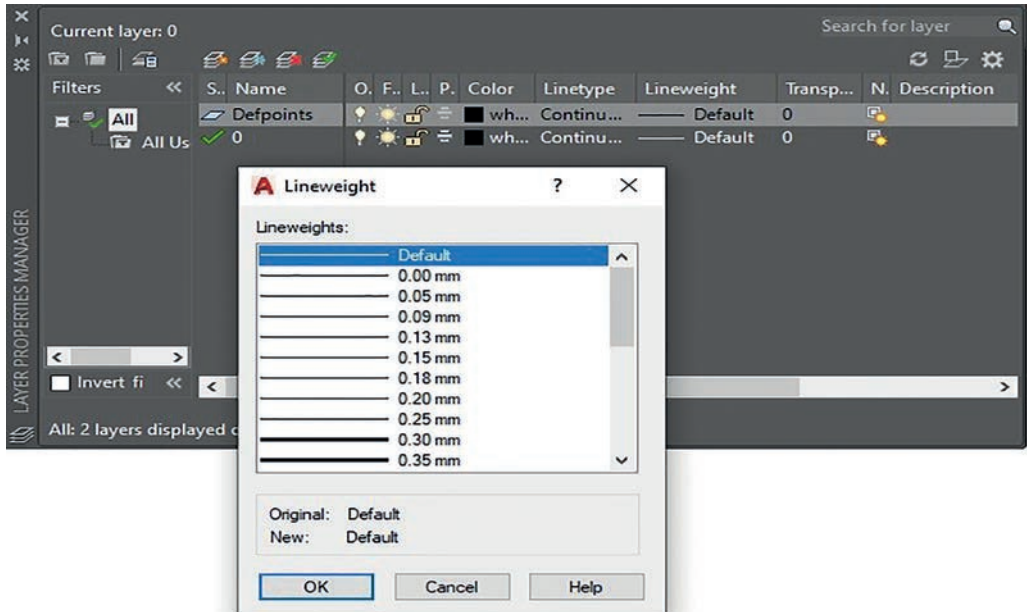 Current layer: 0
Search for layer
Filters
S.. Name O. F.. L.. P. Color Linetype Lineweight Transp... N. Description
All
Defpoints wh... Continu... Default 0
All Us
0 wh... Continu... Default 0
LAYER PROPERTIES MANAGER
Invert fi
All: 2 layers displayed
A Lineweight ?
Lineweights:
Default
0.00 mm
0.05 mm
0.09 mm
0.13 mm
0.15 mm
0.18 mm
0.20 mm
0.25 mm
0.30 mm
0.35 mm
Original: Default
New: Default
OK Cancel Help